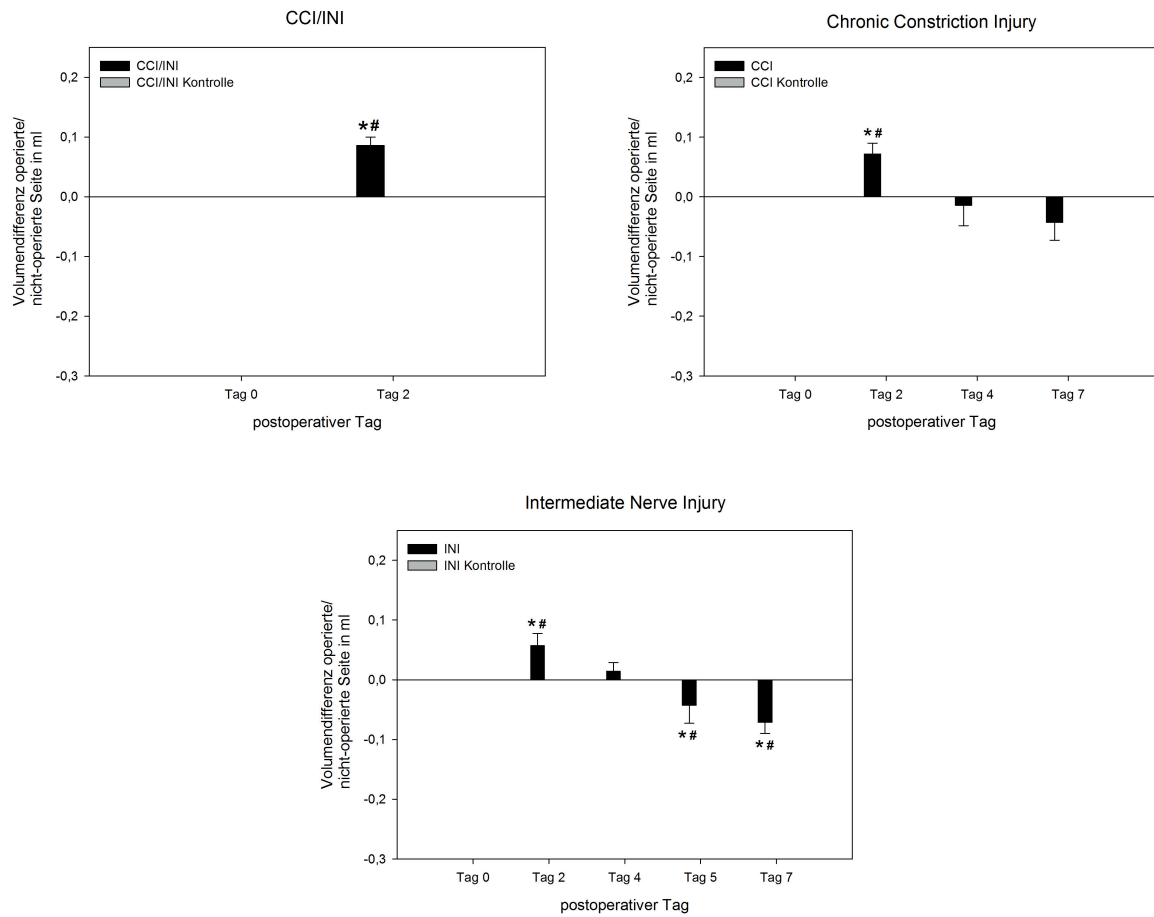 CCI/INI
CCI/INI
CCI/INI Kontrolle
0,2
0,1
0,0
-0,1
-0,2
-0,3
Volumendifferenz operierte/
nicht-operierte Seite in ml
*#
Tag 0
Tag 2
postoperativer Tag
Chronic Constriction Injury
CCI
CCI Kontrolle
0,2
0,1
0,0
-0,1
-0,2
-0,3
Volumendifferenz operierte/
nicht-operierte Seite in ml
*#
Tag 0
Tag 2
Tag 4
Tag 7
postoperativer Tag
Intermediate Nerve Injury
INI
INI Kontrolle
0,2
0,1
0,0
-0,1
-0,2
-0,3
Volumendifferenz operierte/
nicht-operierte Seite in ml
*#
*#
*#
Tag 0
Tag 2
Tag 4
Tag 5
Tag 7
postoperativer Tag